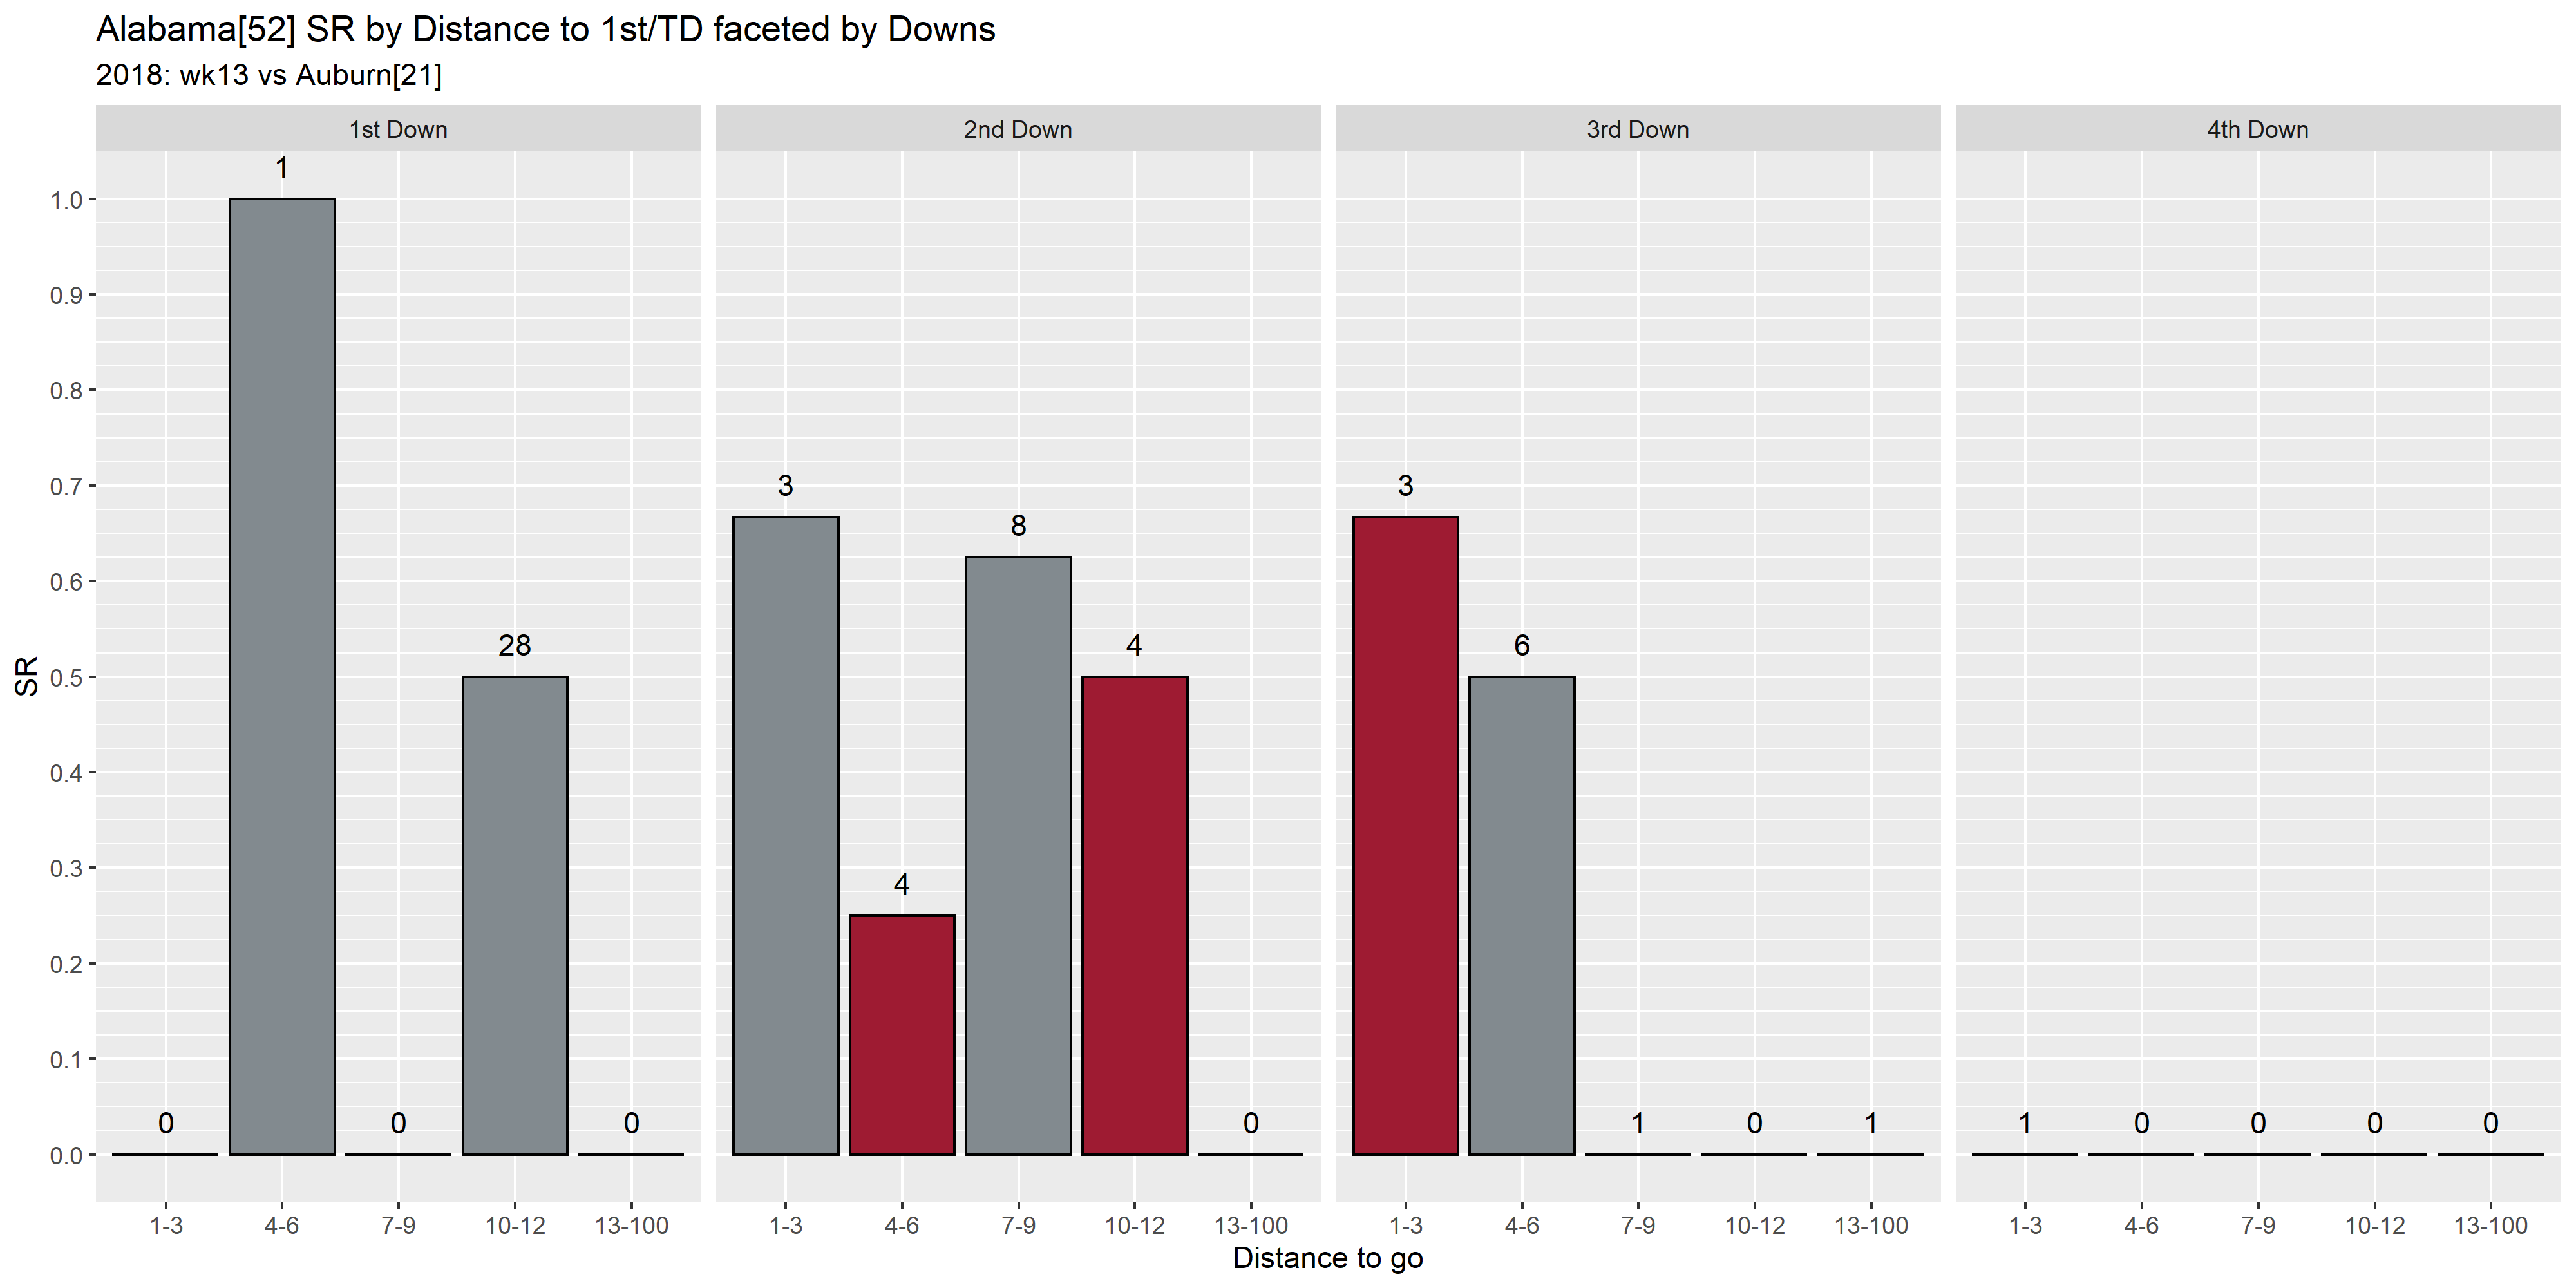 Alabama[52] SR by Distance to 1st/TD faceted by Downs
2018: wk13 vs Auburn[21]
1st Down
2nd Down
3rd Down
4th Down
SR
1.0
0.9
0.8
0.7
0.6
0.5
0.4
0.3
0.2
0.1
0.0
0
1
0
28
0
3
4
8
4
0
3
6
1
0
1
1
0
0
0
0
1-3 4-6 7-9 10-12 13-100
1-3 4-6 7-9 10-12 13-100
1-3 4-6 7-9 10-12 13-100
1-3 4-6 7-9 10-12 13-100
Distance to go